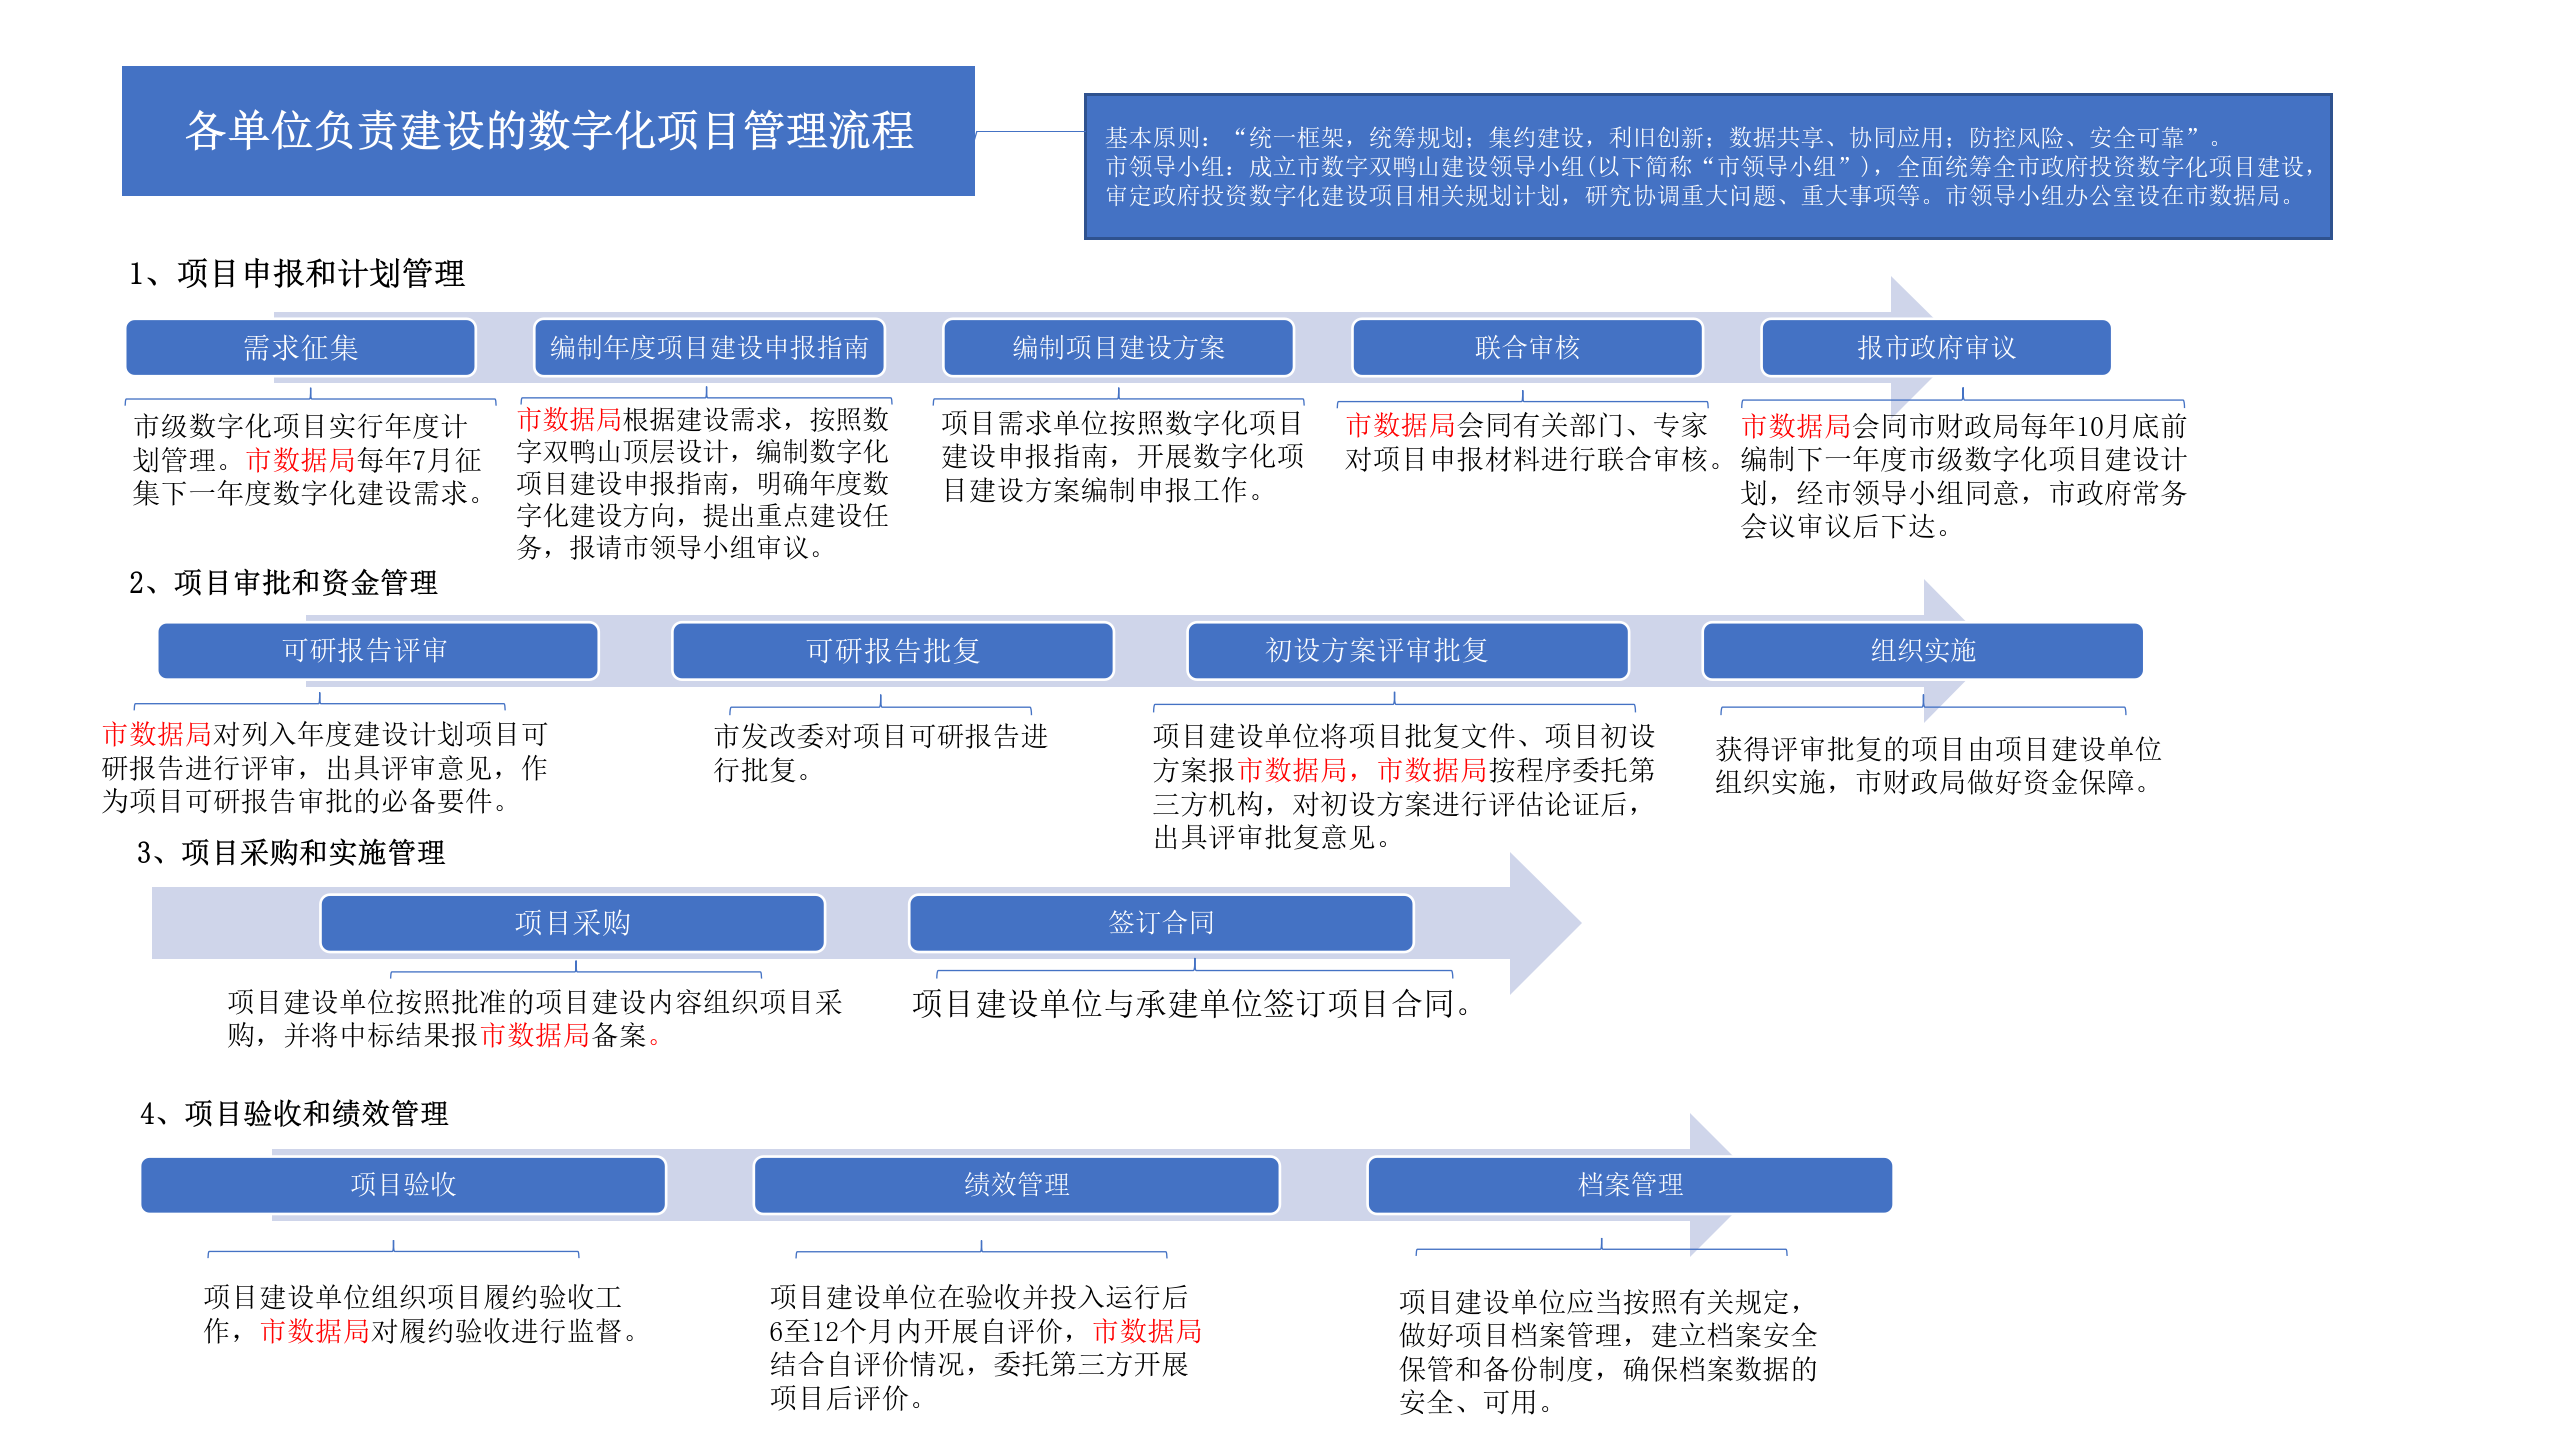 各单位负责建设的数字化项目管理流程
基本原则：“统一框架，统筹规划；集约建设，利旧创新；数据共享、协同应用；防控风险、安全可靠”。
市领导小组：成立市数字双鸭山建设领导小组(以下简称“市领导小组”)，全面统筹全市政府投资数字化项目建设，
审定政府投资数字化建设项目相关规划计划，研究协调重大问题、重大事项等。市领导小组办公室设在市数据局。
1、项目申报和计划管理
需求征集
市级数字化项目实行年度计
划管理。市数据局每年7月征
集下一年度数字化建设需求。
编制年度项目建设申报指南
市数据局根据建设需求，按照数
字双鸭山顶层设计，编制数字化
项目建设申报指南，明确年度数
字化建设方向，提出重点建设任
务，报请市领导小组审议。
编制项目建设方案
项目需求单位按照数字化项目
建设申报指南，开展数字化项
目建设方案编制申报工作。
联合审核
市数据局会同有关部门、专家
对项目申报材料进行联合审核。
报市政府审议
市数据局会同市财政局每年10月底前
编制下一年度市级数字化项目建设计
划，经市领导小组同意，市政府常务
会议审议后下达。
2、项目审批和资金管理
可研报告评审
市数据局对列入年度建设计划项目可
研报告进行评审，出具评审意见，作
为项目可研报告审批的必备要件。
可研报告批复
市发改委对项目可研报告进
行批复。
初设方案评审批复
项目建设单位将项目批复文件、项目初设
方案报市数据局，市数据局按程序委托第
三方机构，对初设方案进行评估论证后，
出具评审批复意见。
组织实施
获得评审批复的项目由项目建设单位
组织实施，市财政局做好资金保障。
3、项目采购和实施管理
项目采购
项目建设单位按照批准的项目建设内容组织项目采
购，并将中标结果报市数据局备案。
签订合同
项目建设单位与承建单位签订项目合同。
4、项目验收和绩效管理
项目验收
项目建设单位组织项目履约验收工
作，市数据局对履约验收进行监督。
绩效管理
项目建设单位在验收并投入运行后
6至12个月内开展自评价，市数据局
结合自评价情况，委托第三方开展
项目后评价。
档案管理
项目建设单位应当按照有关规定，
做好项目档案管理，建立档案安全
保管和备份制度，确保档案数据的
安全、可用。